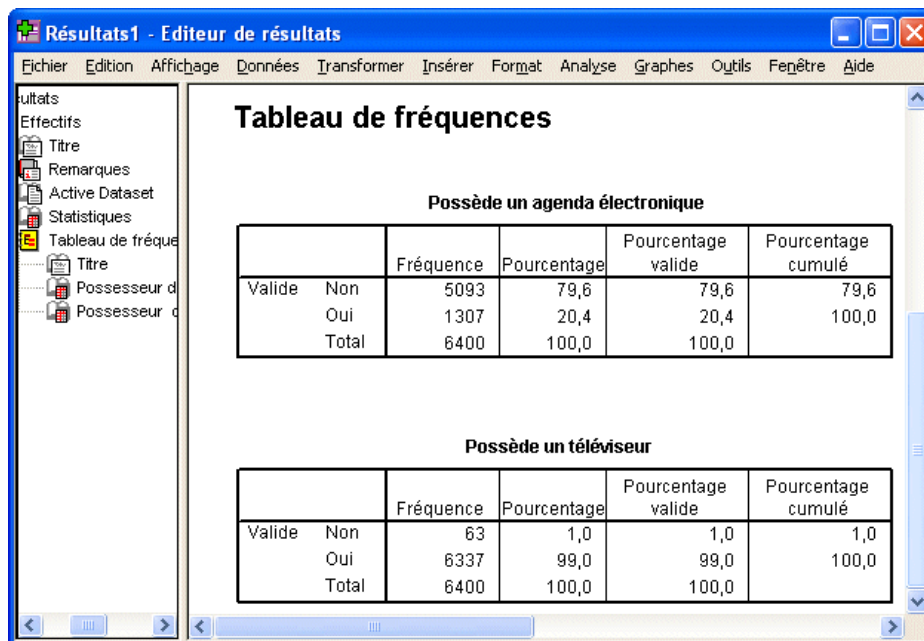 Résultats1 - Editeur de résultats
Fichier Edition Affichage Données Transformer Insérer Format Analyse Graphes Outils Fenêtre Aide
ultats
Effectifs
Titre
Remarques
Active Dataset
Statistiques
Tableau de fréque
Titre
Possesseur d
Possesseur
Tableau de fréquences
Possède un agenda électronique
Fréquence Pourcentage Pourcentage valide Pourcentage cumulé
Valide Non 5093 79,6 79,6 79,6
Oui 1307 20,4 20,4 100,0
Total 6400 100,0 100,0
Possède un téléviseur
Fréquence Pourcentage Pourcentage valide Pourcentage cumulé
Valide Non 63 1,0 1,0 1,0
Oui 6337 99,0 99,0 100,0
Total 6400 100,0 100,0